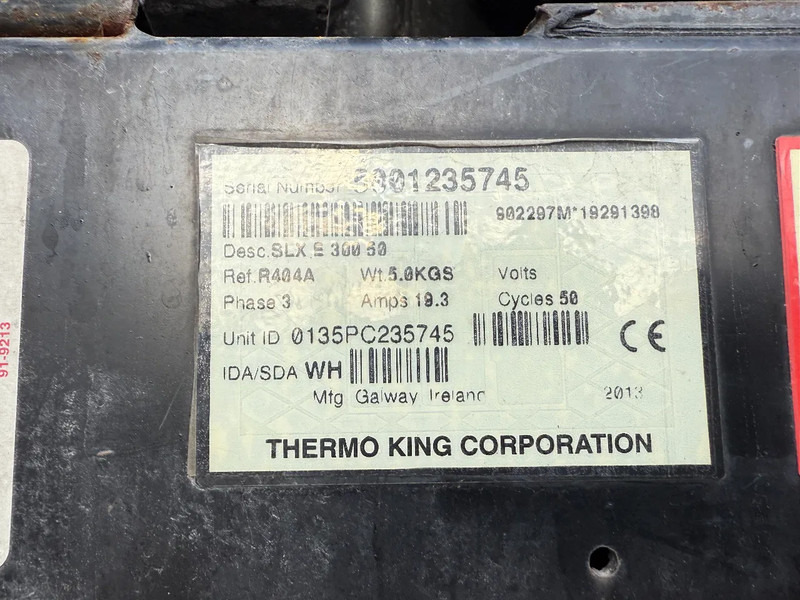 Serial Number 5001235745
902297M*19291398
Desc.SLX E 300 50
Ref.R404A Wt.5.0KGS Volts
Phase 3 Amps 19.3 Cycles 50
Unit ID 0135PC235745 CE
IDA/SDA WH
Mfg Galway Ireland 2013
THERMO KING CORPORATION
91-9213